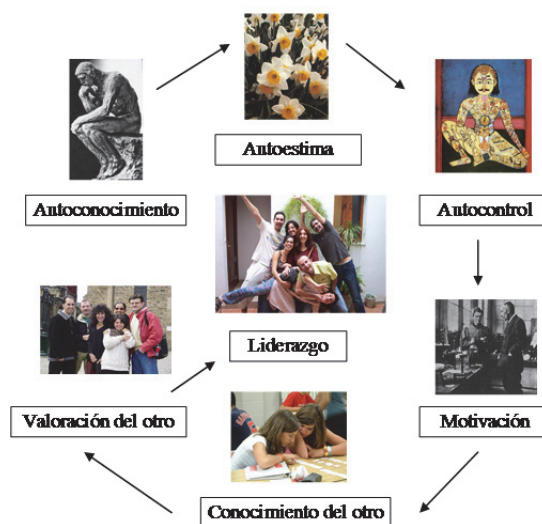 Autoestima
Autoconocimiento
Autocontrol
Liderazgo
Valoración del otro
Motivación
Conocimiento del otro